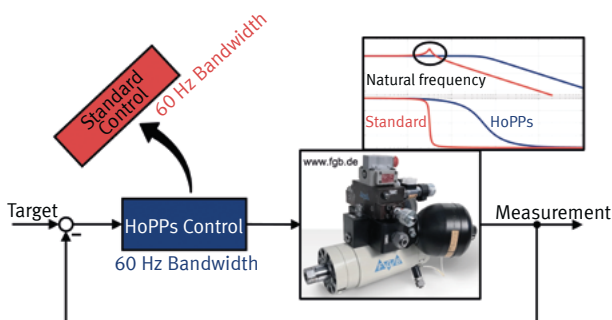 Standard
Control
60 Hz Bandwidth
Natural frequency
Standard
HoPPs
www.fgb.de
Target
HoPPs Control
Measurement
60 Hz Bandwidth